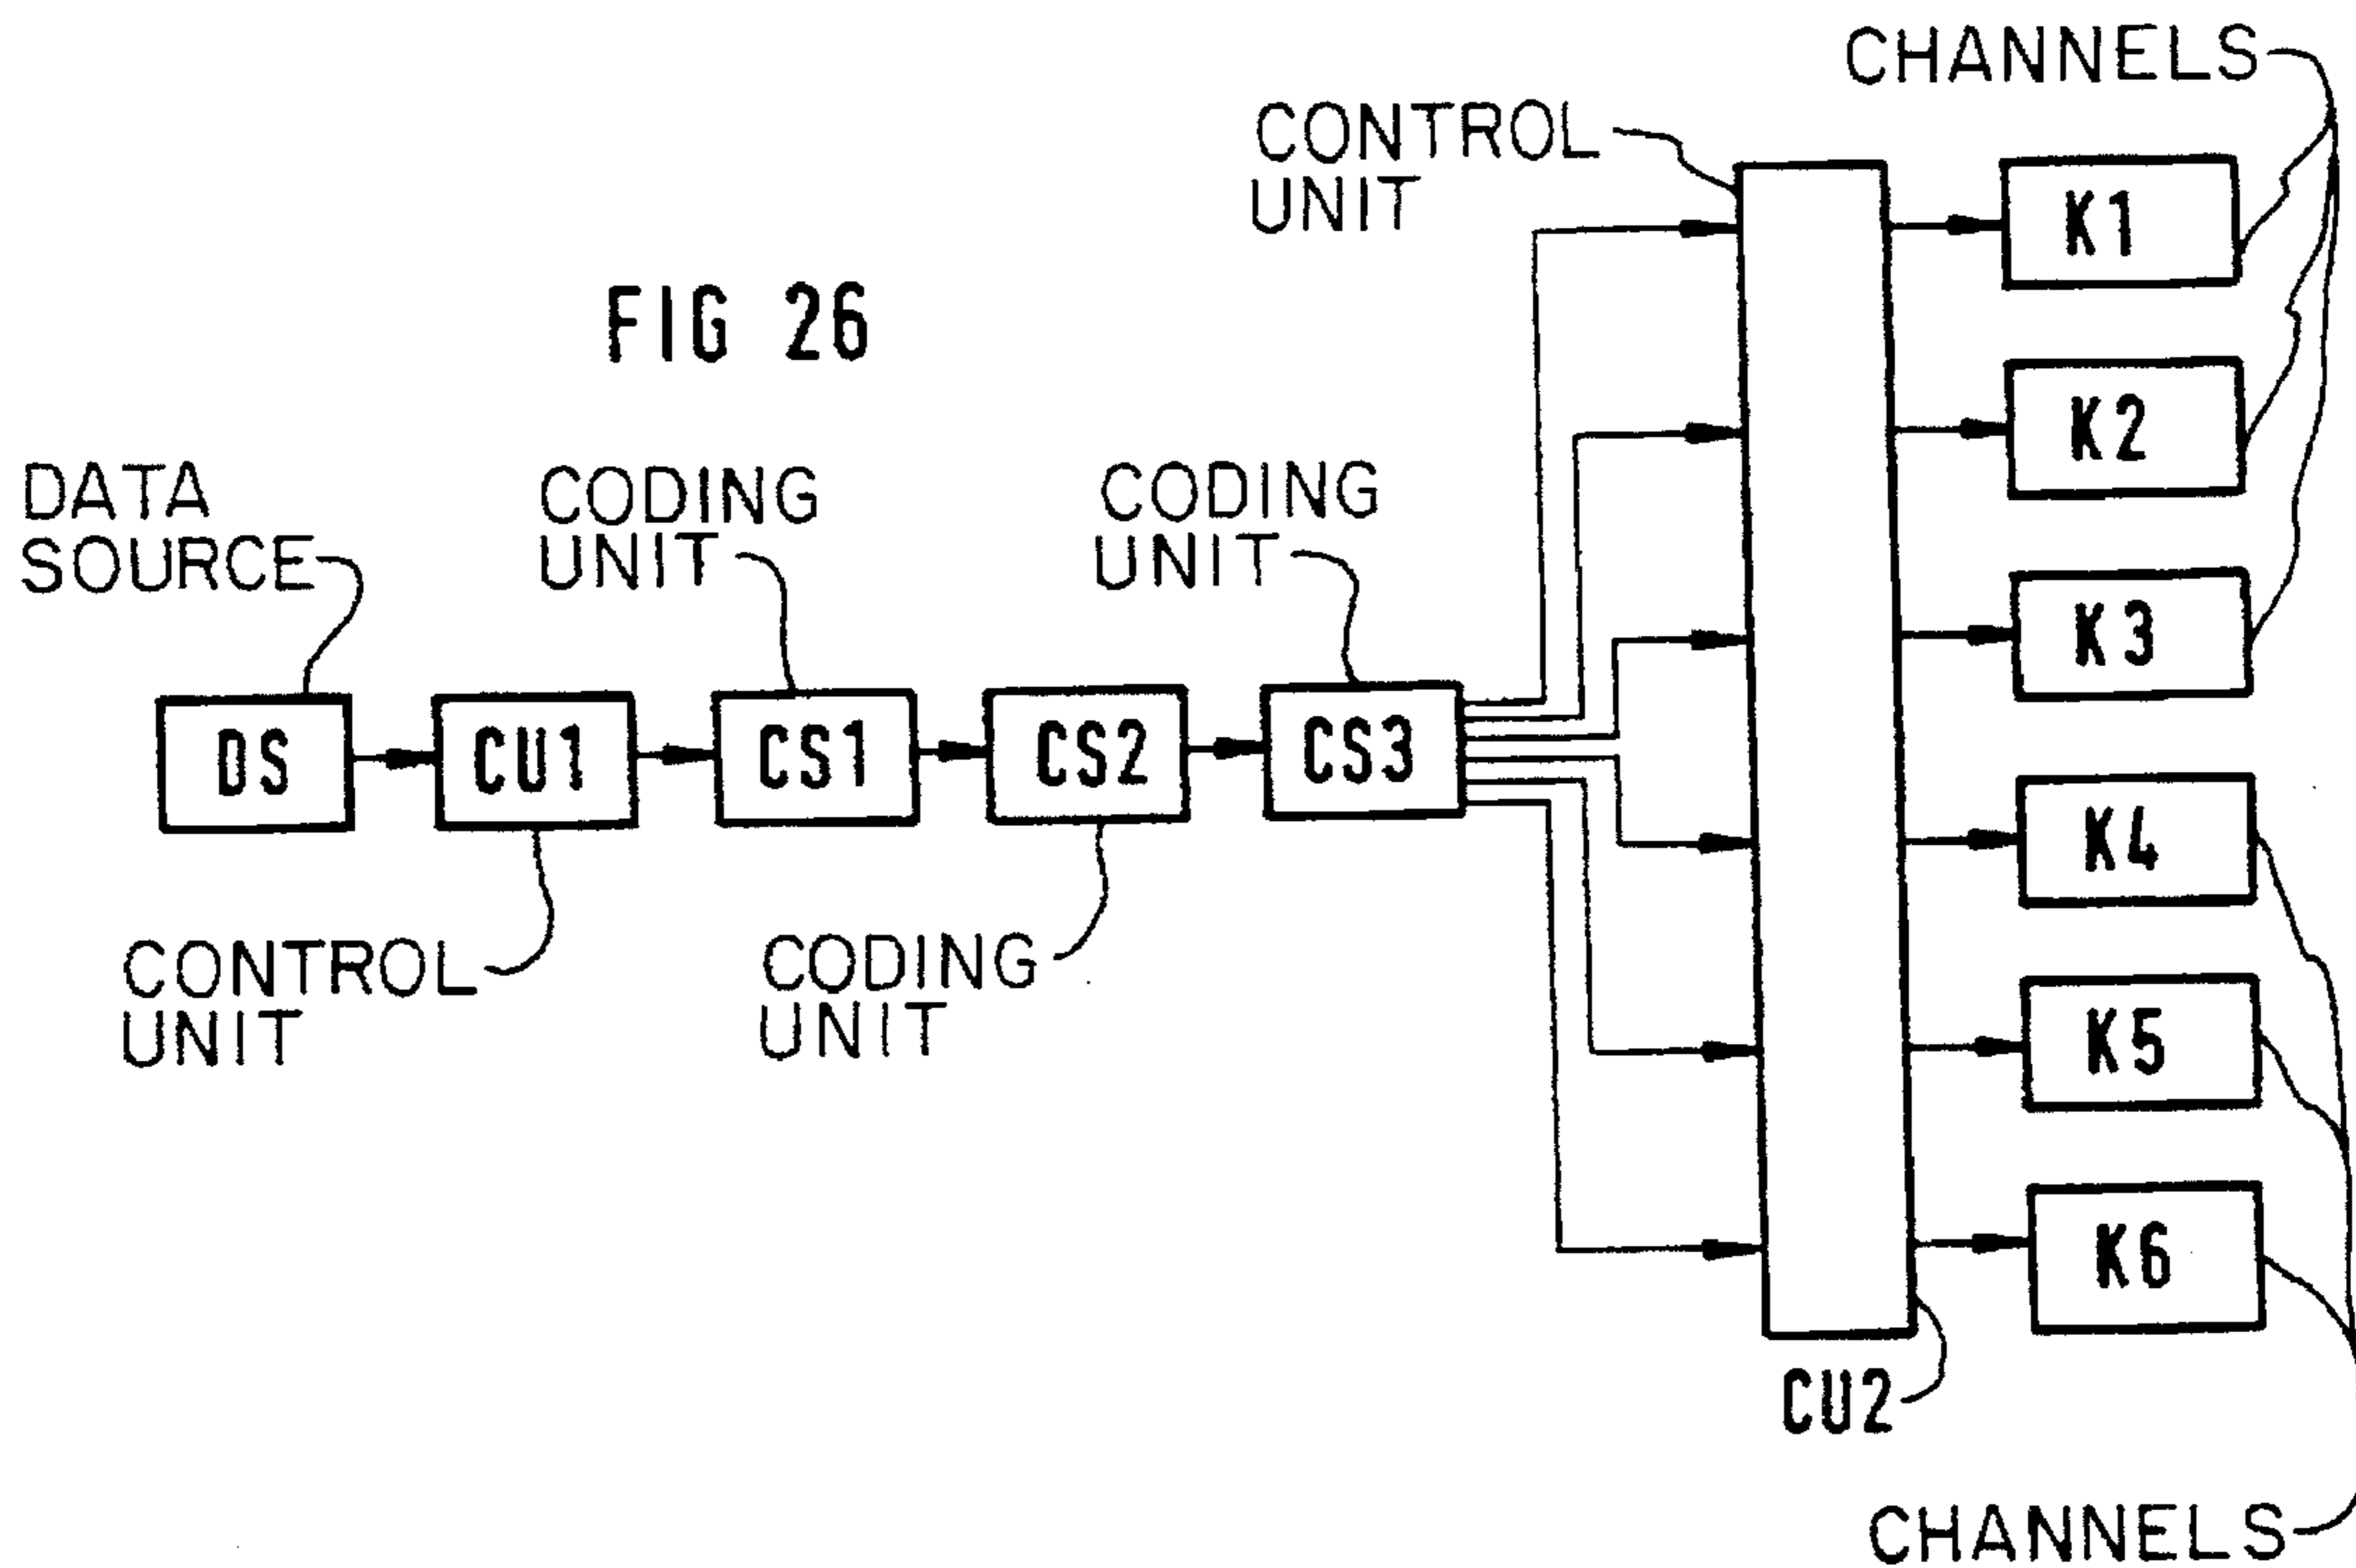 CHANNELS
CONTROL
UNIT
K1
FIG 26
K2
DATA
SOURCE
CODING
UNIT
CODING
UNIT
K3
DS
CU1
CS1
CS2
CS3
K4
CONTROL
UNIT
CODING
UNIT
K5
K6
CU2
CHANNELS